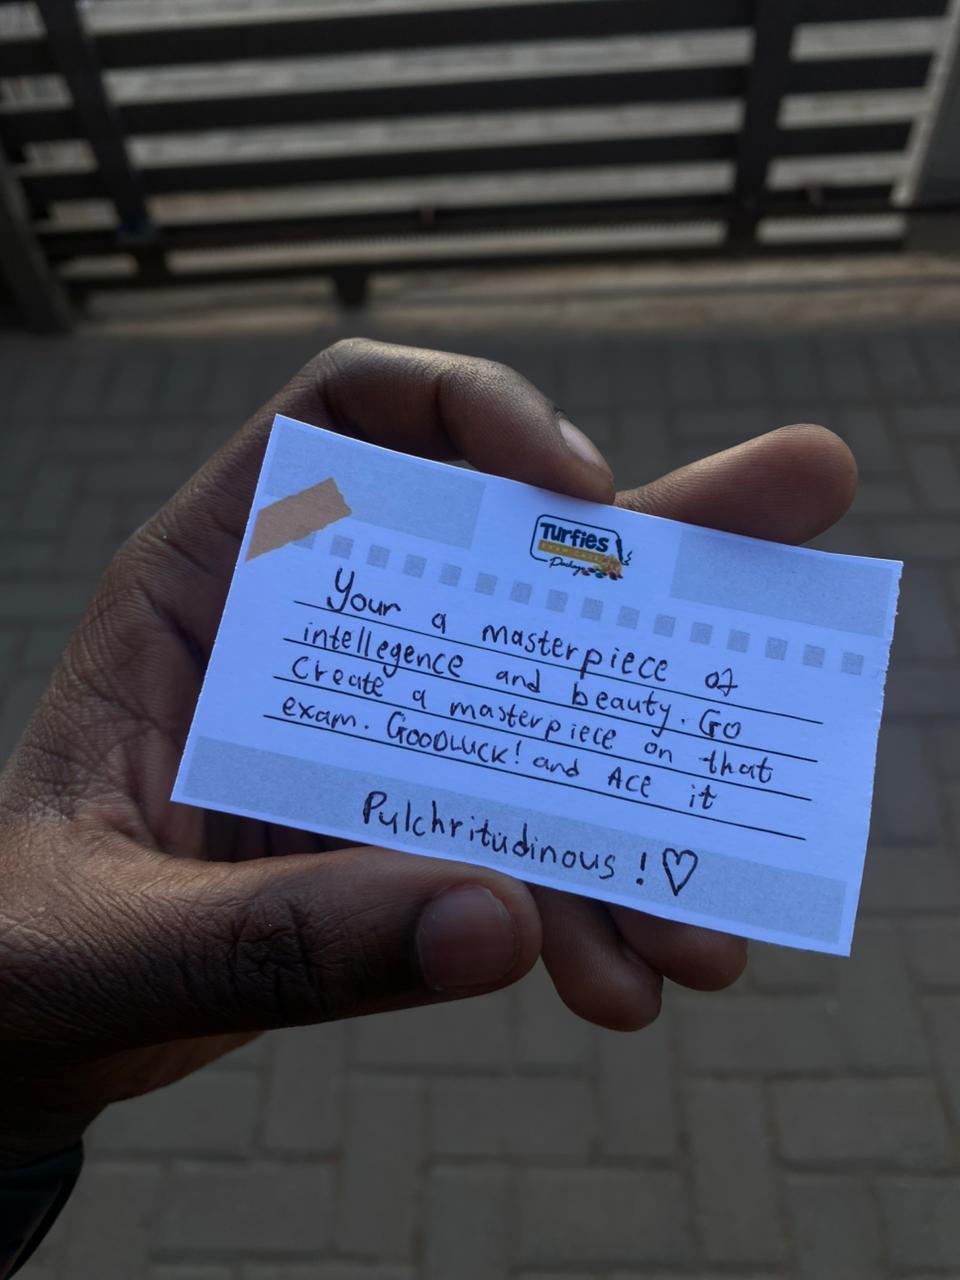 Turfies
Package
Your a masterpiece of
intellegence and beauty. Go
Create a masterpiece on that
exam. GOODLUCK! and Ace it
Pulchritudinous ! ♡